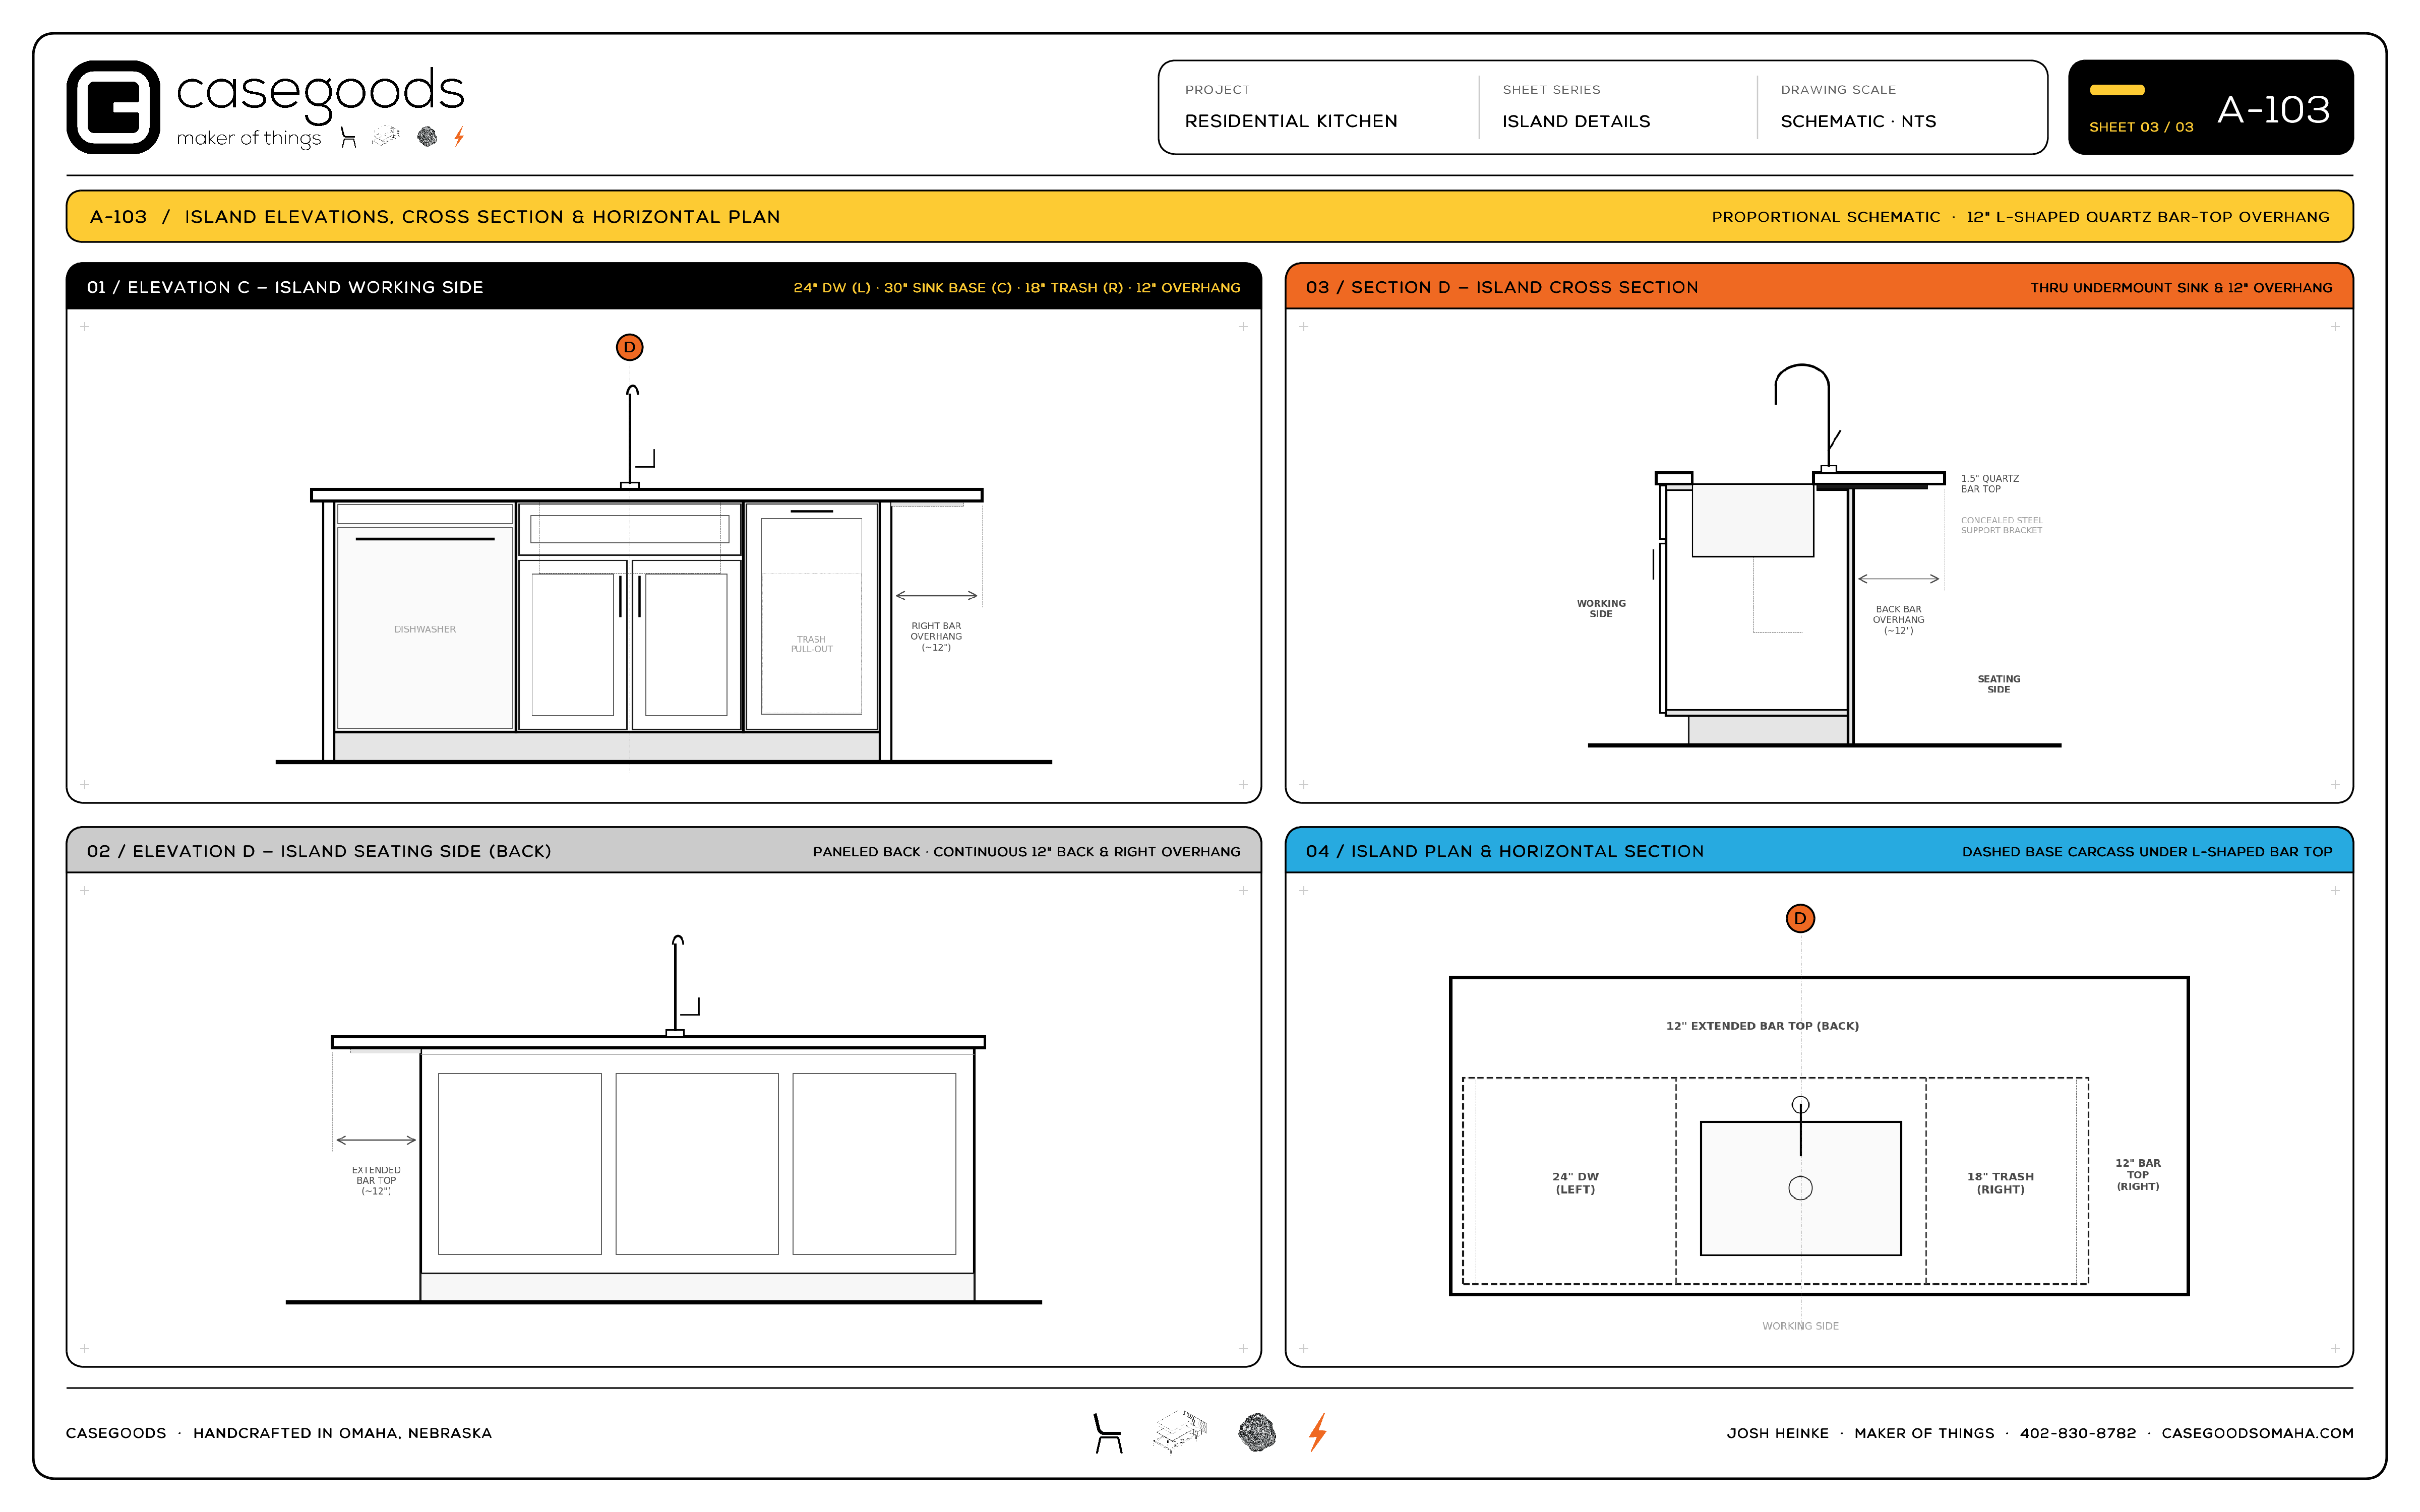 casegoods
maker of things
PROJECT
RESIDENTIAL KITCHEN
SHEET SERIES
ISLAND DETAILS
DRAWING SCALE
SCHEMATIC · NTS
SHEET 03 / 03
A-103
A-103 / ISLAND ELEVATIONS, CROSS SECTION & HORIZONTAL PLAN
PROPORTIONAL SCHEMATIC · 12" L-SHAPED QUARTZ BAR-TOP OVERHANG
01 / ELEVATION C – ISLAND WORKING SIDE
24" DW (L) · 30" SINK BASE (C) · 18" TRASH (R) · 12" OVERHANG
D
DISHWASHER
TRASH
PULL-OUT
RIGHT BAR
OVERHANG
(~12")
03 / SECTION D – ISLAND CROSS SECTION
THRU UNDERMOUNT SINK & 12" OVERHANG
1.5" QUARTZ
BAR TOP
CONCEALED STEEL
SUPPORT BRACKET
WORKING
SIDE
BACK BAR
OVERHANG
(~12")
SEATING
SIDE
02 / ELEVATION D – ISLAND SEATING SIDE (BACK)
PANELED BACK · CONTINUOUS 12" BACK & RIGHT OVERHANG
EXTENDED
BAR TOP
(~12")
04 / ISLAND PLAN & HORIZONTAL SECTION
DASHED BASE CARCASS UNDER L-SHAPED BAR TOP
D
12" EXTENDED BAR TOP (BACK)
24" DW
(LEFT)
18" TRASH
(RIGHT)
12" BAR
TOP
(RIGHT)
WORKING SIDE
CASEGOODS · HANDCRAFTED IN OMAHA, NEBRASKA
JOSH HEINKE · MAKER OF THINGS · 402-830-8782 · CASEGOODSOMAHA.COM